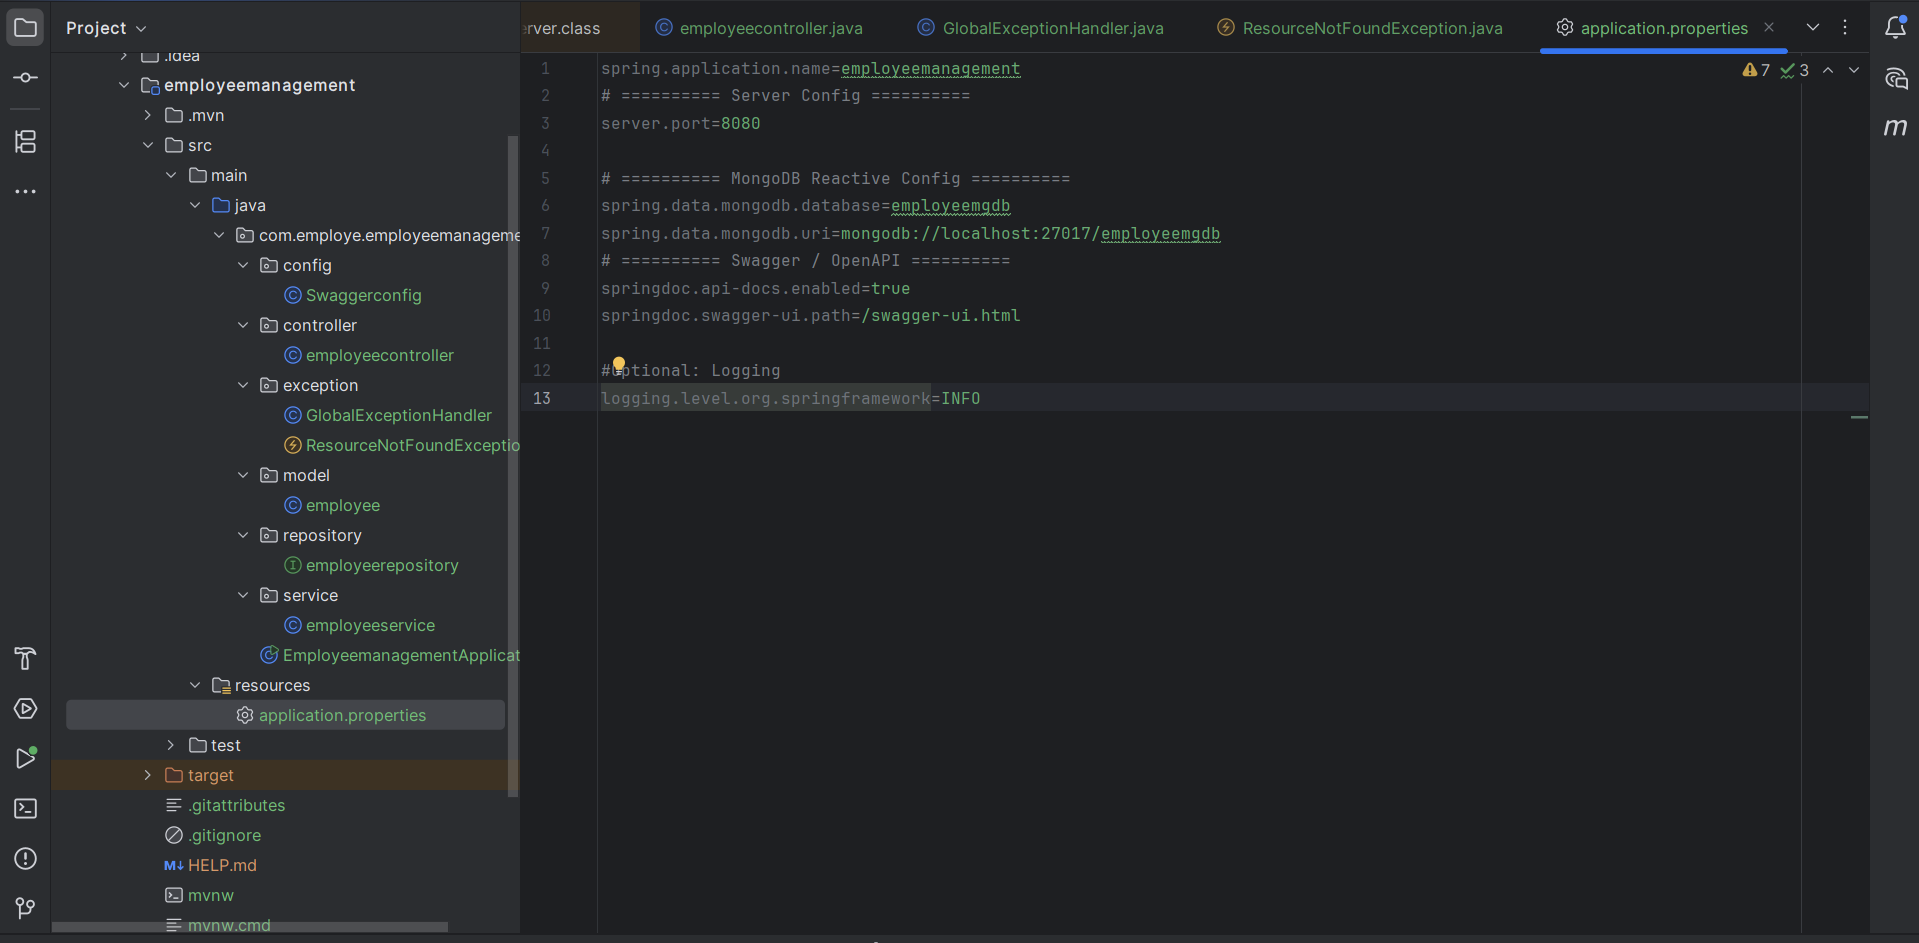 Project
.idea
employeemanagement
.mvn
src
main
java
com.employe.employeemanageme
config
Swaggerconfig
controller
employeecontroller
exception
GlobalExceptionHandler
ResourceNotFoundExceptio
model
employee
repository
employeerepository
service
employeeservice
EmployeemanagementApplicat
resources
application.properties
test
target
.gitattributes
.gitignore
M↓ HELP.md
mvnw
mvnw.cmd
rver.class employeecontroller.java GlobalExceptionHandler.java ResourceNotFoundException.java application.properties
7 3
m
1 spring.application.name=employeemanagement
2 # ========== Server Config ==========
3 server.port=8080
4
5 # ========== MongoDB Reactive Config ==========
6 spring.data.mongodb.database=employeemgdb
7 spring.data.mongodb.uri=mongodb://localhost:27017/employeemgdb
8 # ========== Swagger / OpenAPI ==========
9 springdoc.api-docs.enabled=true
10 springdoc.swagger-ui.path=/swagger-ui.html
11
12 #Optional: Logging
13 logging.level.org.springframework=INFO